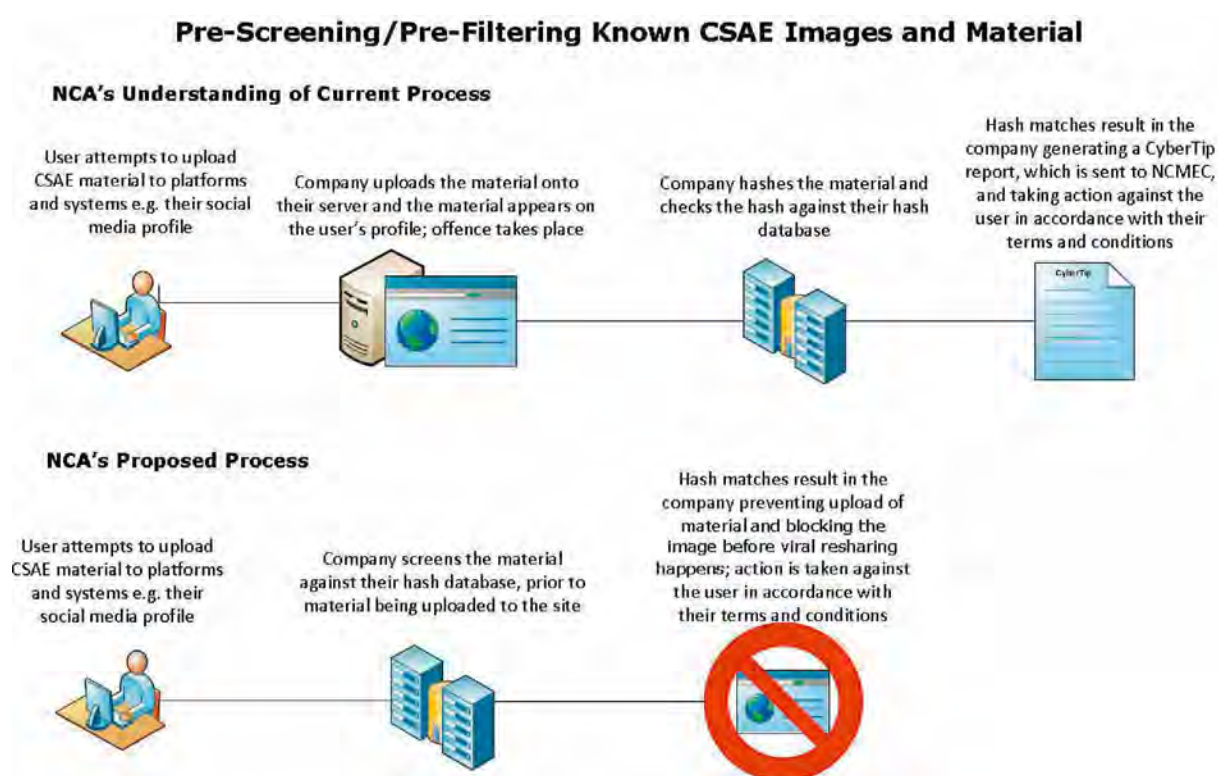 Pre-Screening/Pre-Filtering Known CSAE Images and Material
NCA's Understanding of Current Process
User attempts to upload
CSAE material to platforms
and systems e.g. their social
media profile
Company uploads the material onto
their server and the material appears on
the user's profile; offence takes place
Company hashes the material and
checks the hash against their hash
database
Hash matches result in the
company generating a CyberTip
report, which is sent to NCMEC,
and taking action against the
user in accordance with their
terms and conditions
CyberTip
NCA's Proposed Process
User attempts to upload
CSAE material to platforms
and systems e.g. their
social media profile
Company screens the material
against their hash database, prior to
material being uploaded to the site
Hash matches result in the
company preventing upload of
material and blocking the
image before viral resharing
happens; action is taken against
the user in accordance with
their terms and conditions